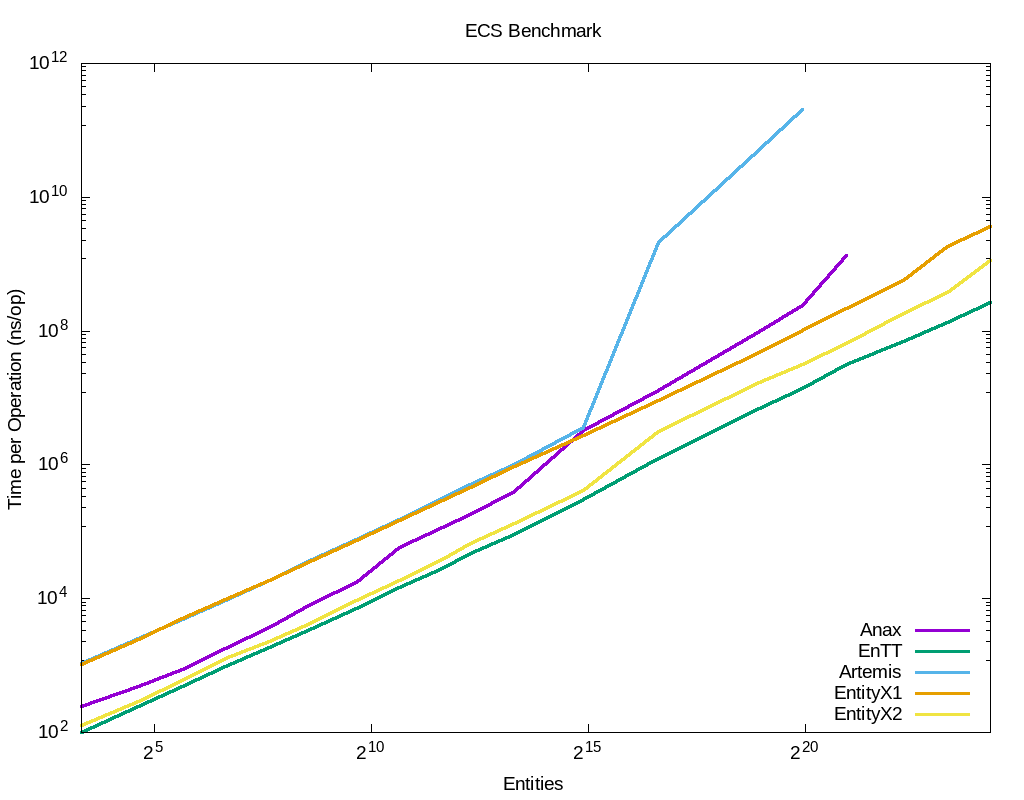 ECS Benchmark
10^12
10^10
10^8
10^6
10^4
10^2
Time per Operation (ns/op)
Anax
EnTT
Artemis
EntityX1
EntityX2
2^5
2^10
2^15
2^20
Entities